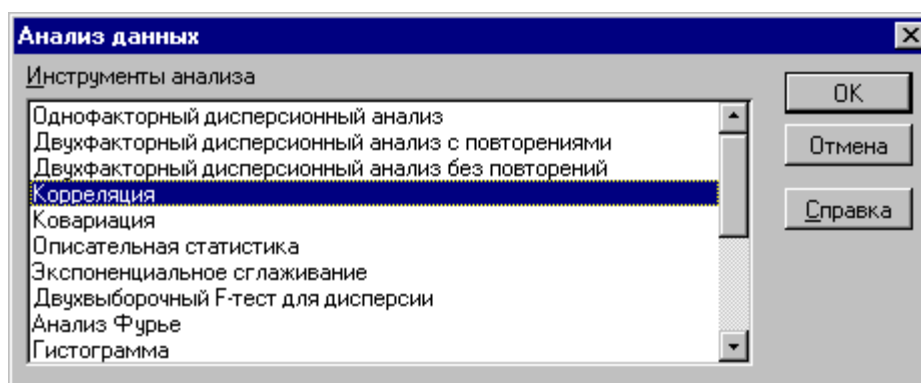 Анализ данных
Инструменты анализа
Однофакторный дисперсионный анализ
Двухфакторный дисперсионный анализ с повторениями
Двухфакторный дисперсионный анализ без повторений
Корреляция
Ковариация
Описательная статистика
Экспоненциальное сглаживание
Двухвыборочный F-тест для дисперсии
Анализ Фурье
Гистограмма
OK
Отмена
Справка